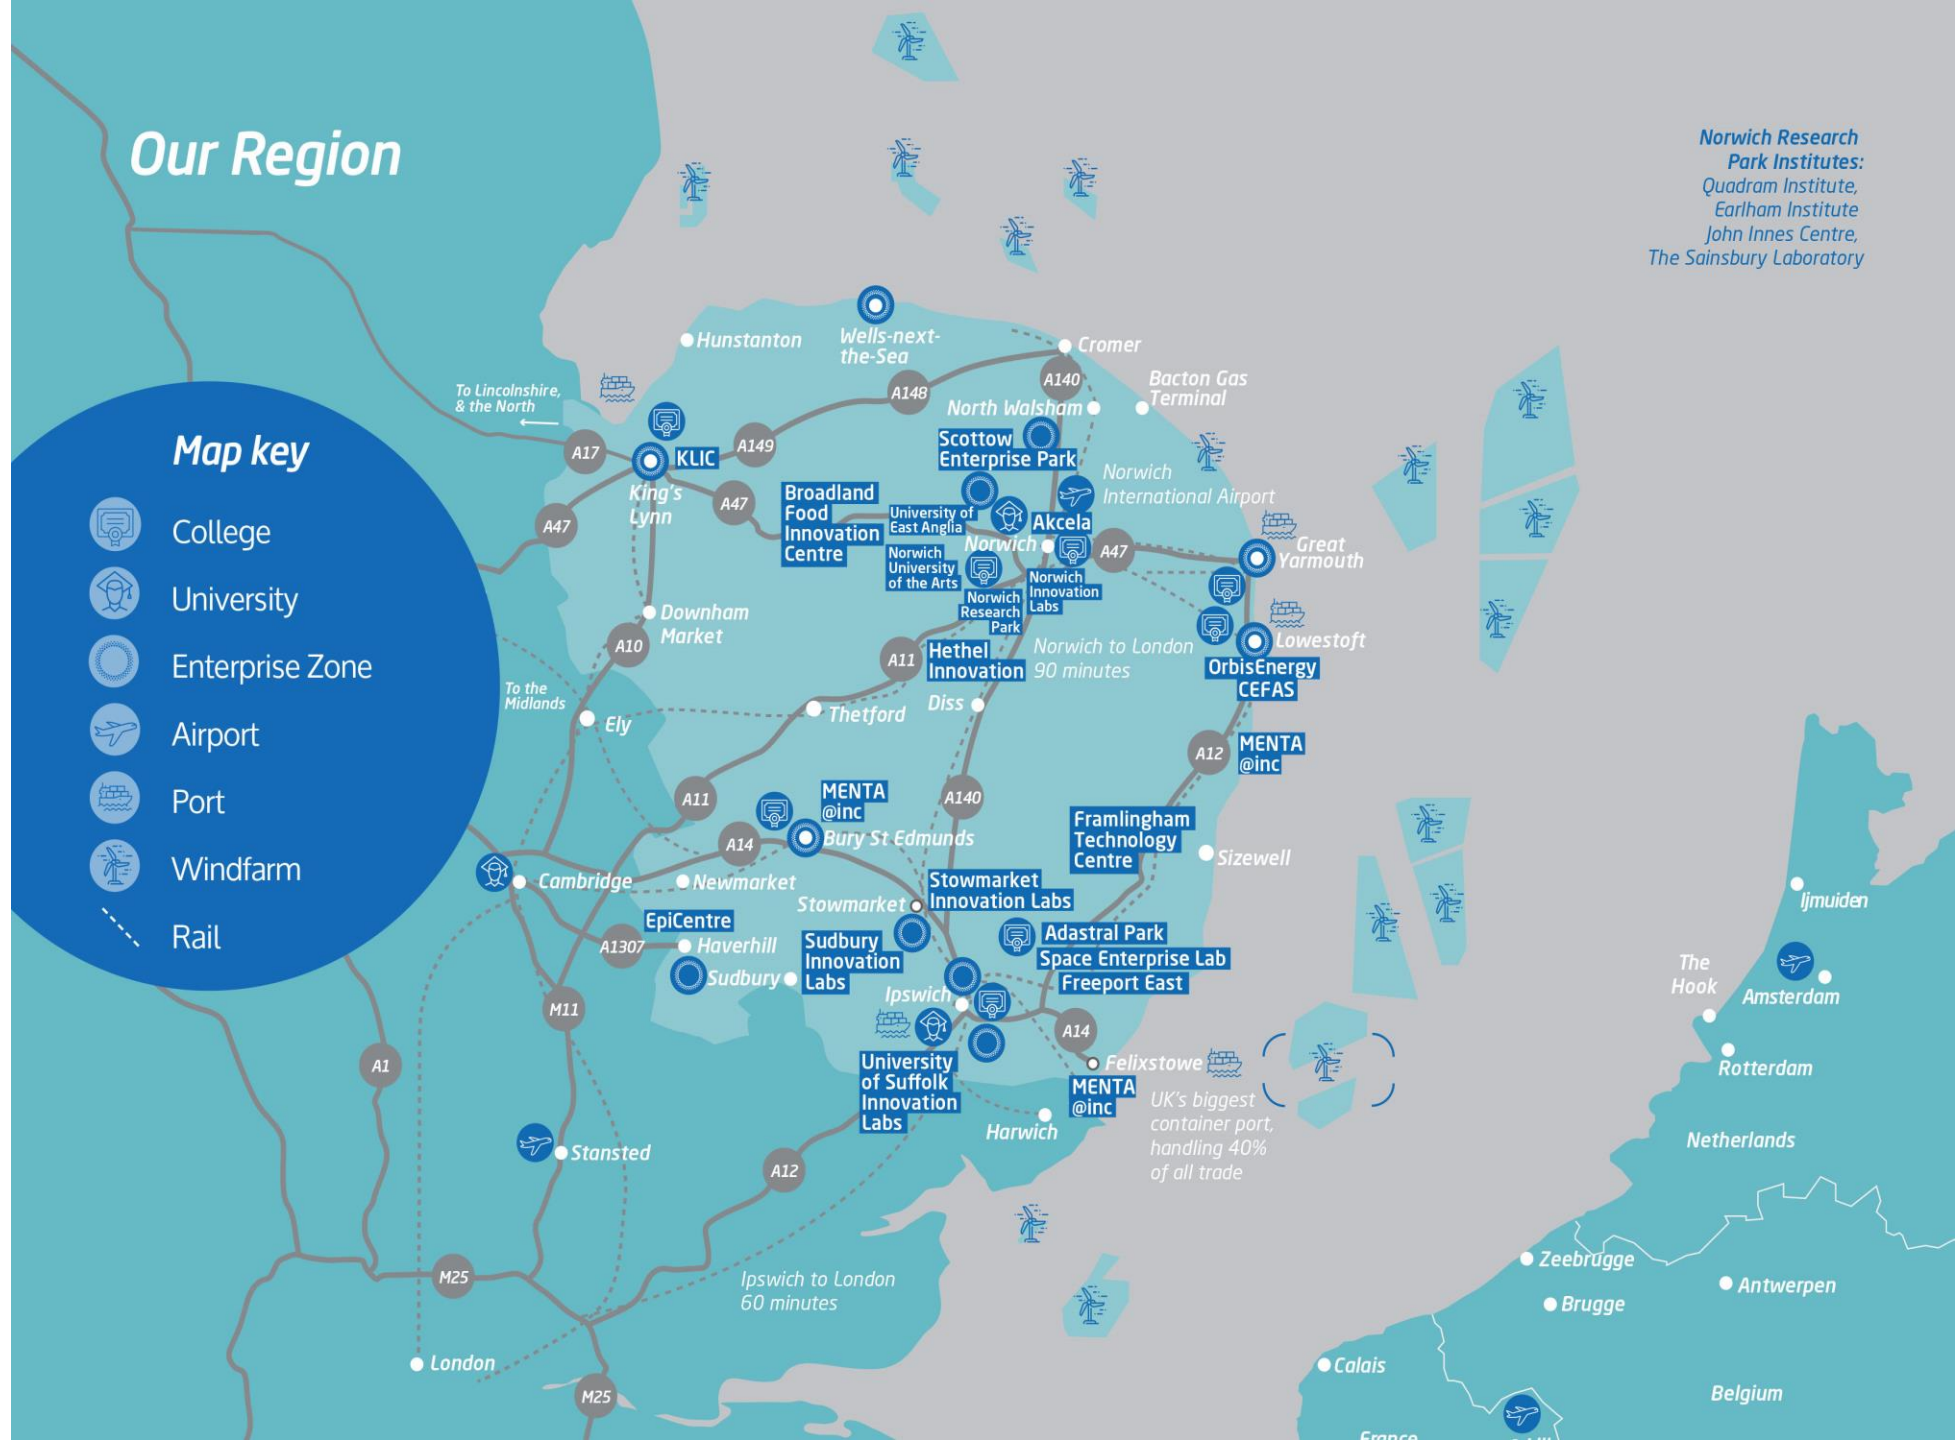 Our Region
Norwich Research
Park Institutes:
Quadram Institute,
Earlham Institute
John Innes Centre,
The Sainsbury Laboratory
Map key
College
University
Enterprise Zone
Airport
Port
Windfarm
Rail
Hunstanton
Wells-next-
the-Sea
Cromer
To Lincolnshire,
& the North
A148
A140
Bacton Gas
Terminal
North Walsham
A17
KLIC
A149
Scottow
Enterprise Park
Norwich
International Airport
King's
Lynn
A47
A47
Broadland
Food
Innovation
Centre
University of
East Anglia
Akcela
Norwich
A47
Great
Yarmouth
Norwich
University
of the Arts
Norwich
Innovation
Labs
Norwich
Research
Park
Downham
Market
A10
A11
Hethel
Innovation
Norwich to London
90 minutes
Lowestoft
OrbisEnergy
CEFAS
To the
Midlands
Ely
Thetford
Diss
A12
MENTA
@inc
A11
MENTA
@inc
A140
Bury St Edmunds
A14
Framlingham
Technology
Centre
Sizewell
Cambridge
Newmarket
Stowmarket
Stowmarket
Innovation Labs
EpiCentre
A1307
Haverhill
Sudbury
Sudbury
Innovation
Labs
Adastral Park
Space Enterprise Lab
Freeport East
Ipswich
M11
A14
A1
Felixstowe
University
of Suffolk
Innovation
Labs
MENTA
@inc
UK's biggest
container port,
handling 40%
of all trade
Harwich
Stansted
A12
M25
Ipswich to London
60 minutes
London
M25
Ijmuiden
The
Hook
Amsterdam
Rotterdam
Netherlands
Zeebrugge
Antwerpen
Brugge
Calais
Belgium
France